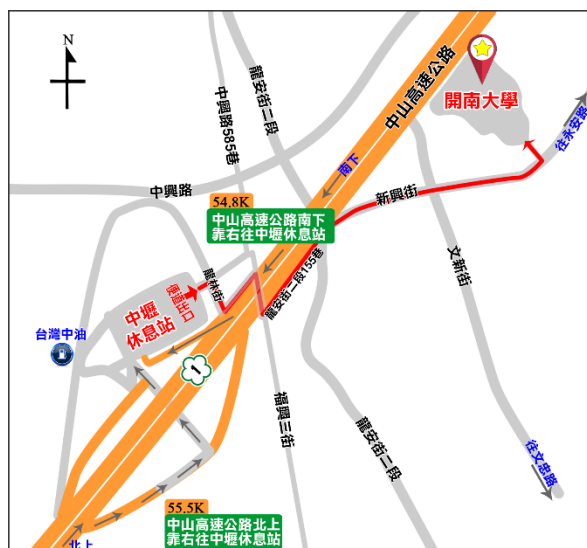 N
中山高速公路
開南大學
往永安路
龍安街二段
中興路585巷
南下
中興路
新興街
54.8K
中山高速公路南下
靠右往中壢休息站
文新街
龍安街二段155巷
龍林街
便道出口
中壢
休息站
台灣中油
1
福興三街
龍安街二段
往文忠路
55.5K
中山高速公路北上
靠右往中壢休息站
北上